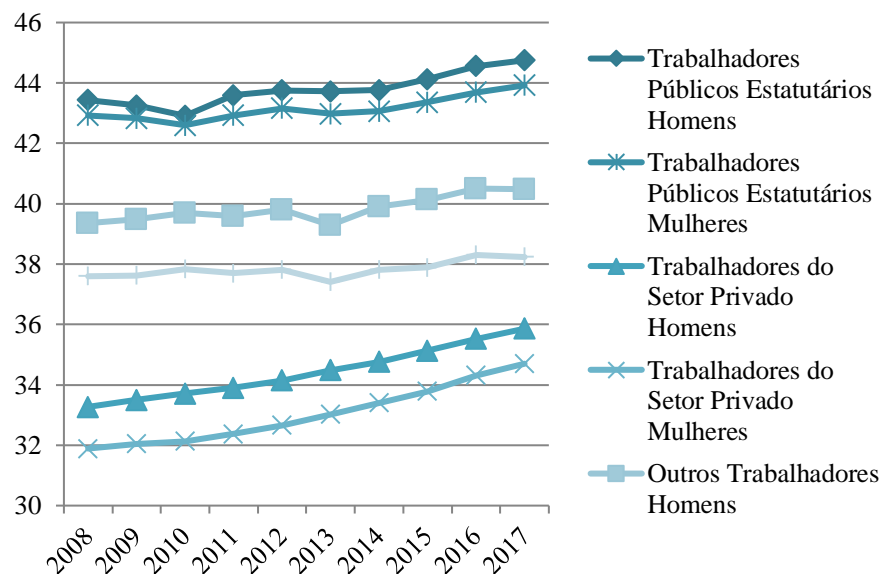 46
44
42
40
38
36
34
32
30
2008
2009
2010
2011
2012
2013
2014
2015
2016
2017
Trabalhadores
Públicos Estatutários
Homens
Trabalhadores
Públicos Estatutários
Mulheres
Trabalhadores do
Setor Privado
Homens
Trabalhadores do
Setor Privado
Mulheres
Outros Trabalhadores
Homens